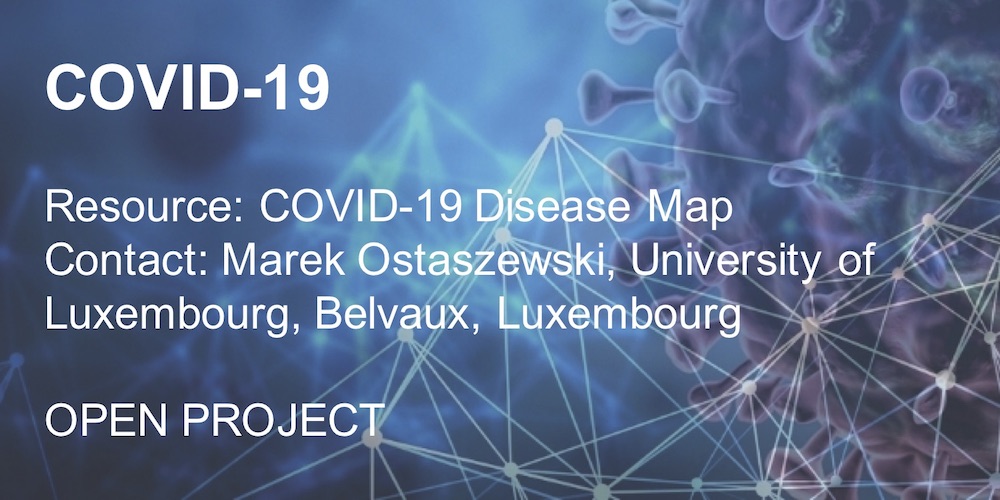 COVID-19
Resource: COVID-19 Disease Map
Contact: Marek Ostaszewski, University of
Luxembourg, Belvaux, Luxembourg
OPEN PROJECT